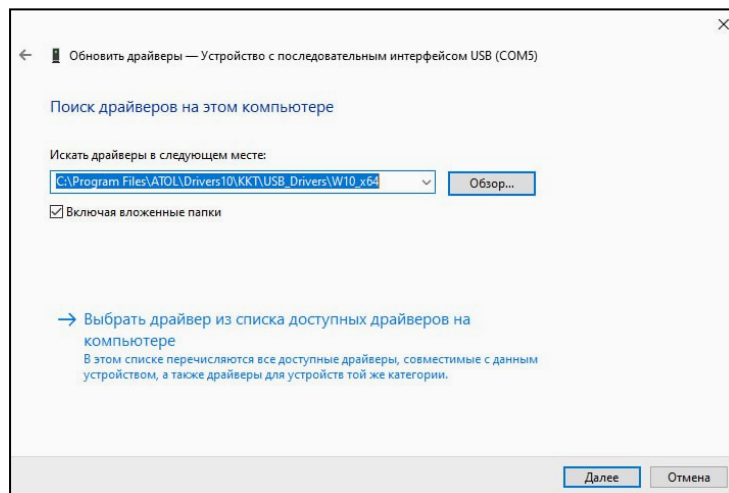 Обновить драйверы — Устройство с последовательным интерфейсом USB (COM5)
Поиск драйверов на этом компьютере
Искать драйверы в следующем месте:
C:\Program Files\ATOL\Drivers10\KKT\USB_Drivers\W10_x64
Обзор...
Включая вложенные папки
Выбрать драйвер из списка доступных драйверов на
компьютере
В этом списке перечисляются все доступные драйверы, совместимые с данным
устройством, а также драйверы для устройств той же категории.
Далее
Отмена